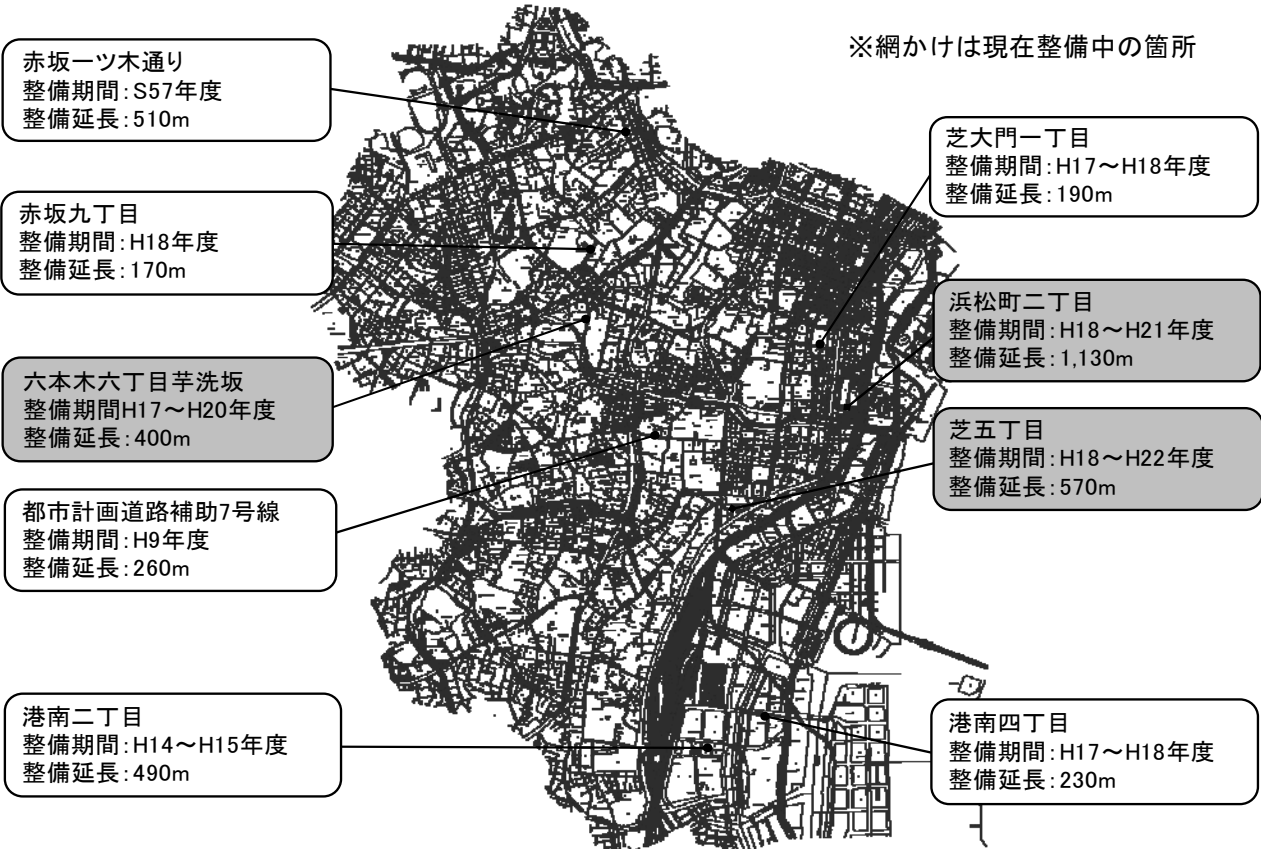 ※網かけは現在整備中の箇所
赤坂一ツ木通り
整備期間:S57年度
整備延長:510m
赤坂九丁目
整備期間:H18年度
整備延長:170m
六本木六丁目芋洗坂
整備期間H17~H20年度
整備延長:400m
都市計画道路補助7号線
整備期間:H9年度
整備延長:260m
港南二丁目
整備期間:H14~H15年度
整備延長:490m
芝大門一丁目
整備期間:H17~H18年度
整備延長:190m
浜松町二丁目
整備期間:H18~H21年度
整備延長:1,130m
芝五丁目
整備期間:H18~H22年度
整備延長:570m
港南四丁目
整備期間:H17~H18年度
整備延長:230m